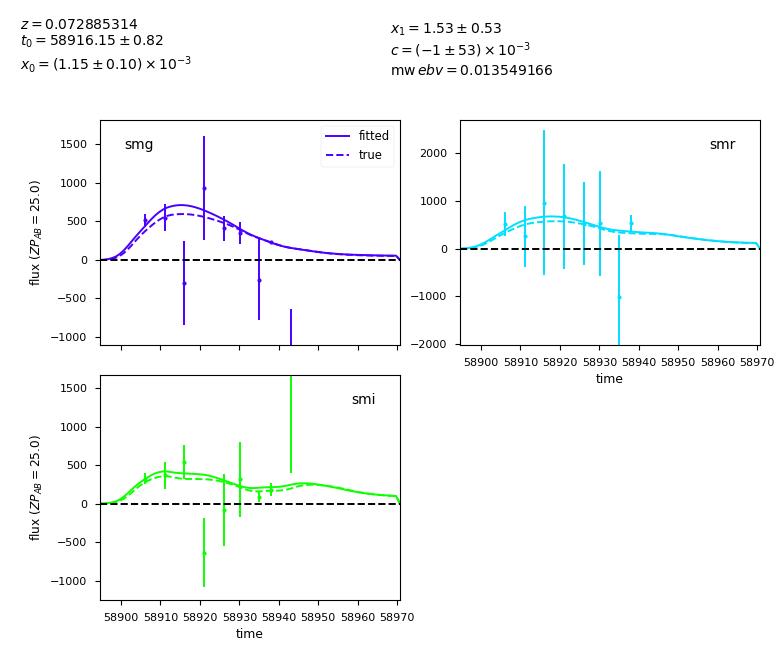 z = 0.072885314
t₀ = 58916.15 ± 0.82
x₀ = (1.15 ± 0.10) × 10⁻³
x₁ = 1.53 ± 0.53
c = (−1 ± 53) × 10⁻³
mw ebv = 0.013549166
smg
fitted
true
1500
1000
500
0
−500
−1000
flux (ZP_AB = 25.0)
smr
2000
1000
0
−1000
−2000
58900 58910 58920 58930 58940 58950 58960 58970
time
smi
1500
1000
500
0
−500
−1000
flux (ZP_AB = 25.0)
58900 58910 58920 58930 58940 58950 58960 58970
time